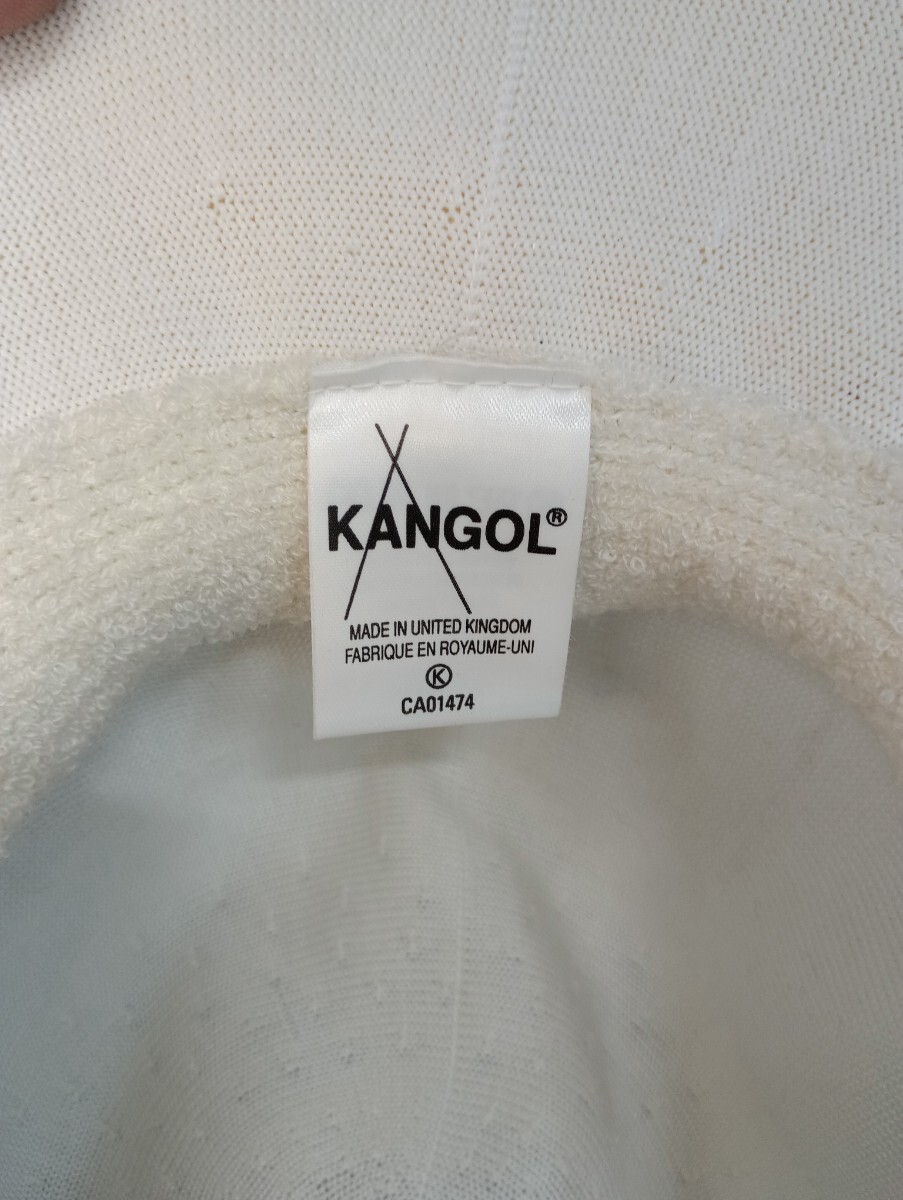 KANGOL®
MADE IN UNITED KINGDOM
FABRIQUE EN ROYAUME-UNI
Ⓚ
CA01474